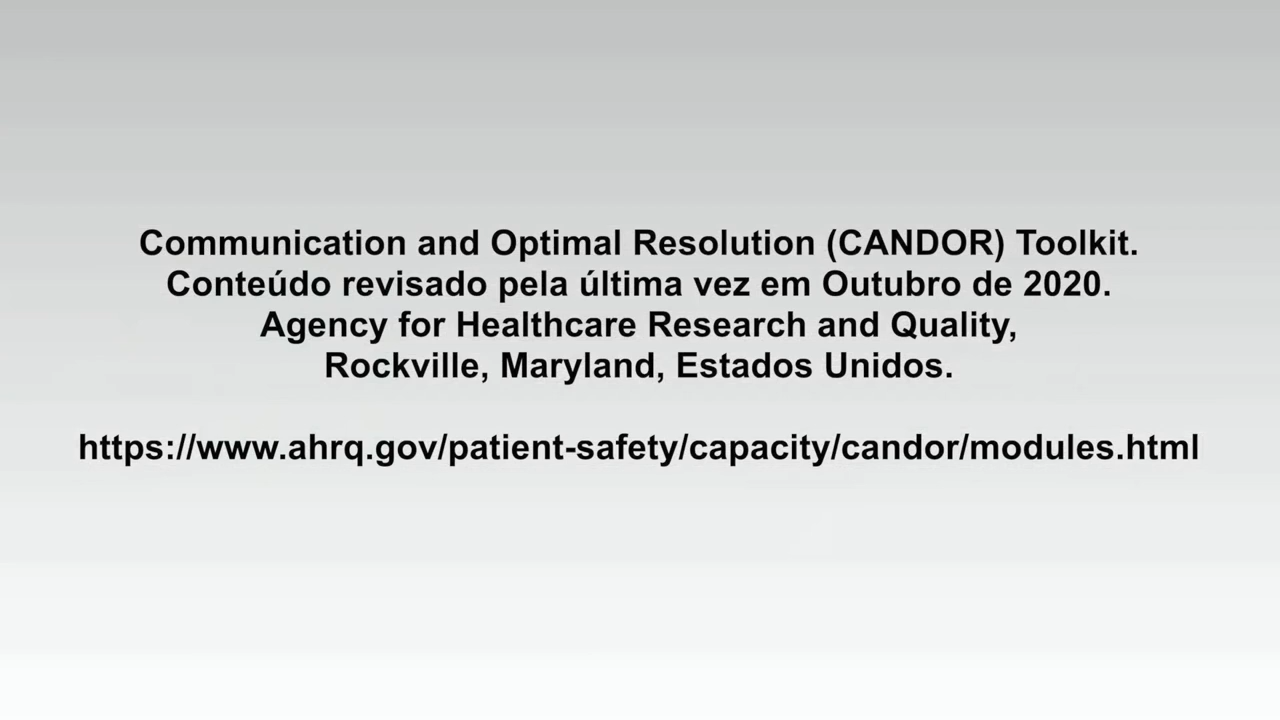 Communication and Optimal Resolution (CANDOR) Toolkit.
Conteúdo revisado pela última vez em Outubro de 2020.
Agency for Healthcare Research and Quality,
Rockville, Maryland, Estados Unidos.
https://www.ahrq.gov/patient-safety/capacity/candor/modules.html